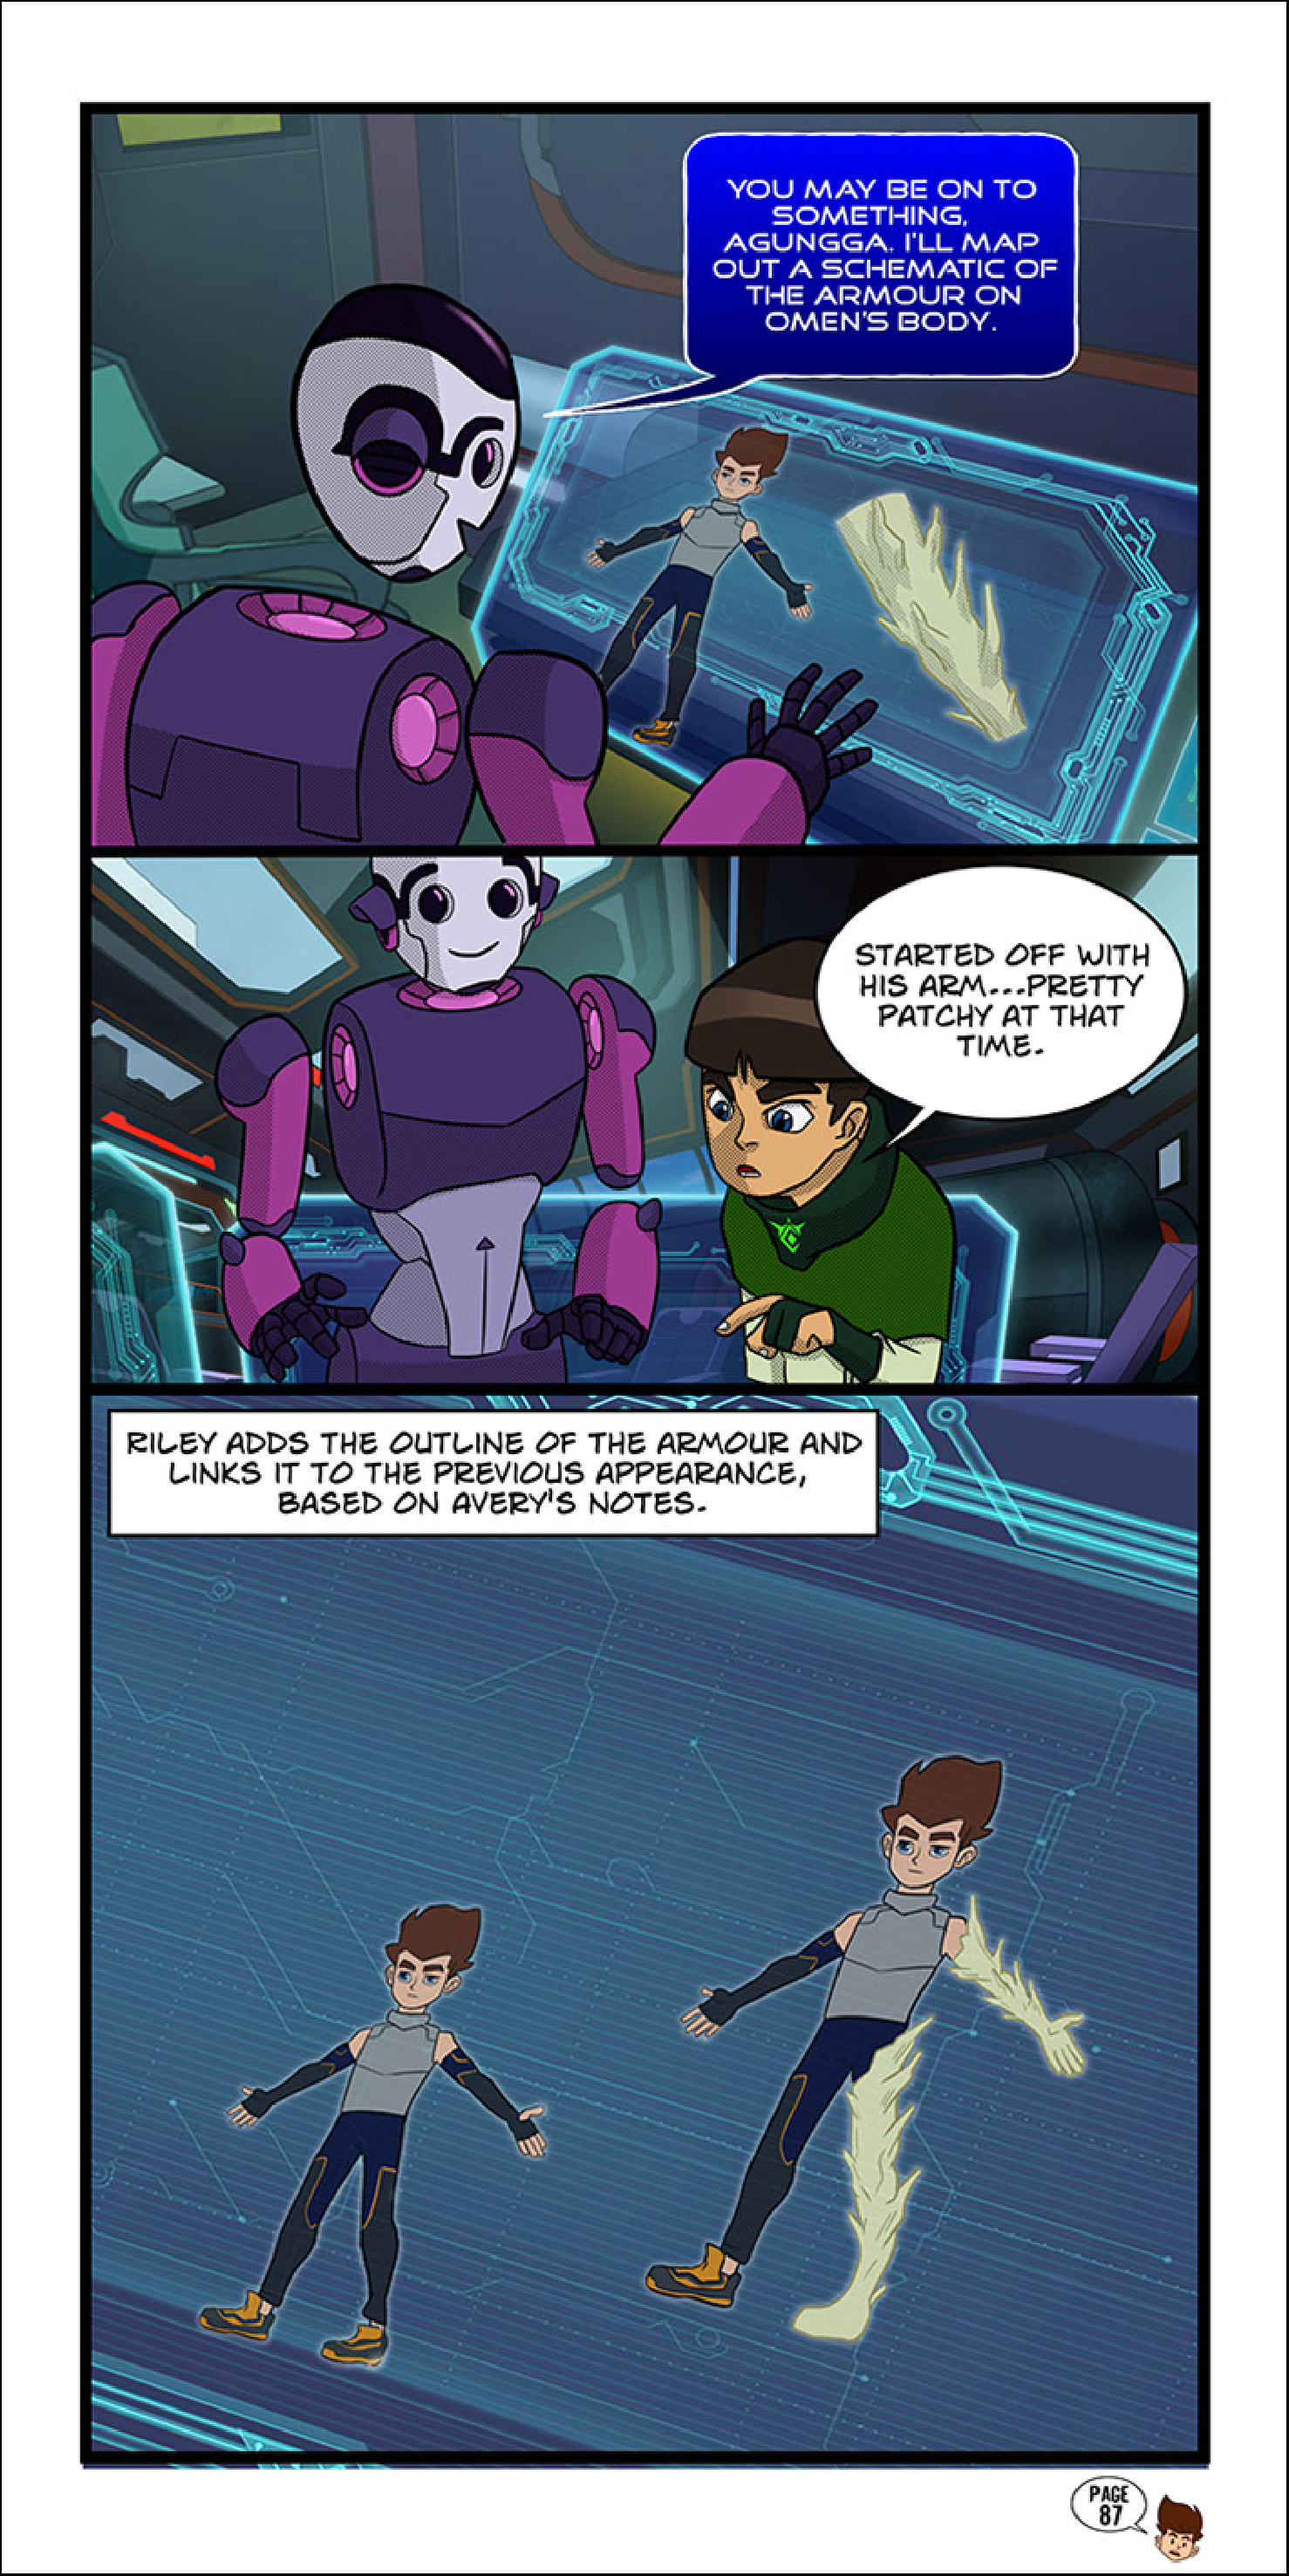 YOU MAY BE ON TO
SOMETHING,
AGUNGGA. I'LL MAP
OUT A SCHEMATIC OF
THE ARMOUR ON
OMEN'S BODY.
STARTED OFF WITH
HIS ARM...PRETTY
PATCHY AT THAT
TIME.
RILEY ADDS THE OUTLINE OF THE ARMOUR AND
LINKS IT TO THE PREVIOUS APPEARANCE,
BASED ON AVERY'S NOTES.
PAGE
87